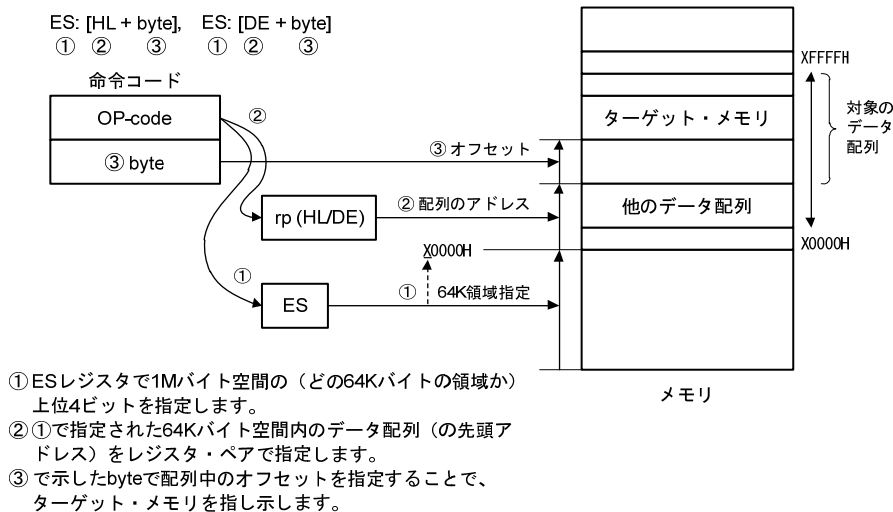 ES: [HL + byte], ES: [DE + byte]
① ② ③ ① ② ③
命令コード
OP-code
③ byte
②
①
rp (HL/DE)
ES
③ オフセット
② 配列のアドレス
X0000H
① 64K領域指定
XFFFFH
ターゲット・メモリ
対象の
データ
配列
他のデータ配列
X0000H
メモリ
① ESレジスタで1Mバイト空間の(どの64Kバイトの領域か)
上位4ビットを指定します。
② ①で指定された64Kバイト空間内のデータ配列(の先頭ア
ドレス)をレジスタ・ペアで指定します。
③ で示したbyteで配列中のオフセットを指定することで、
ターゲット・メモリを指し示します。